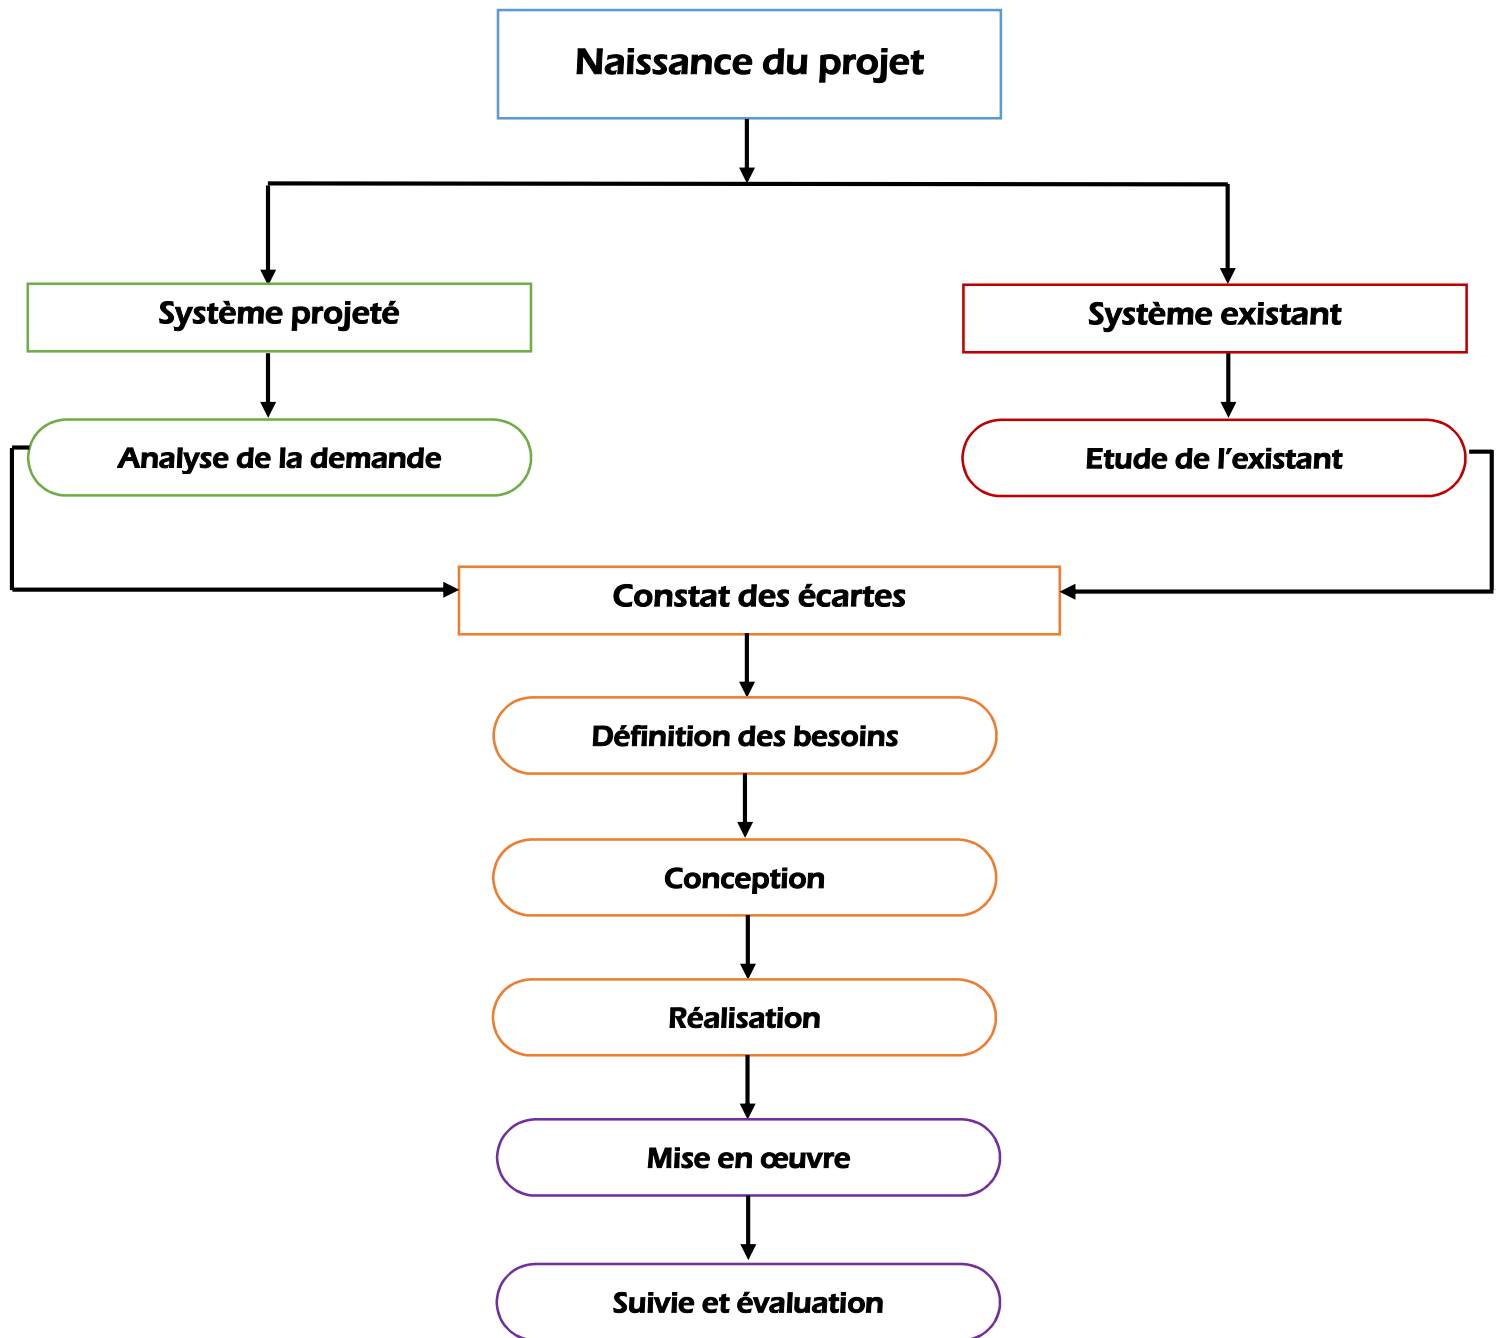 Naissance du projet
Système projeté
Système existant
Analyse de la demande
Etude de l’existant
Constat des écartes
Définition des besoins
Conception
Réalisation
Mise en œuvre
Suivie et évaluation